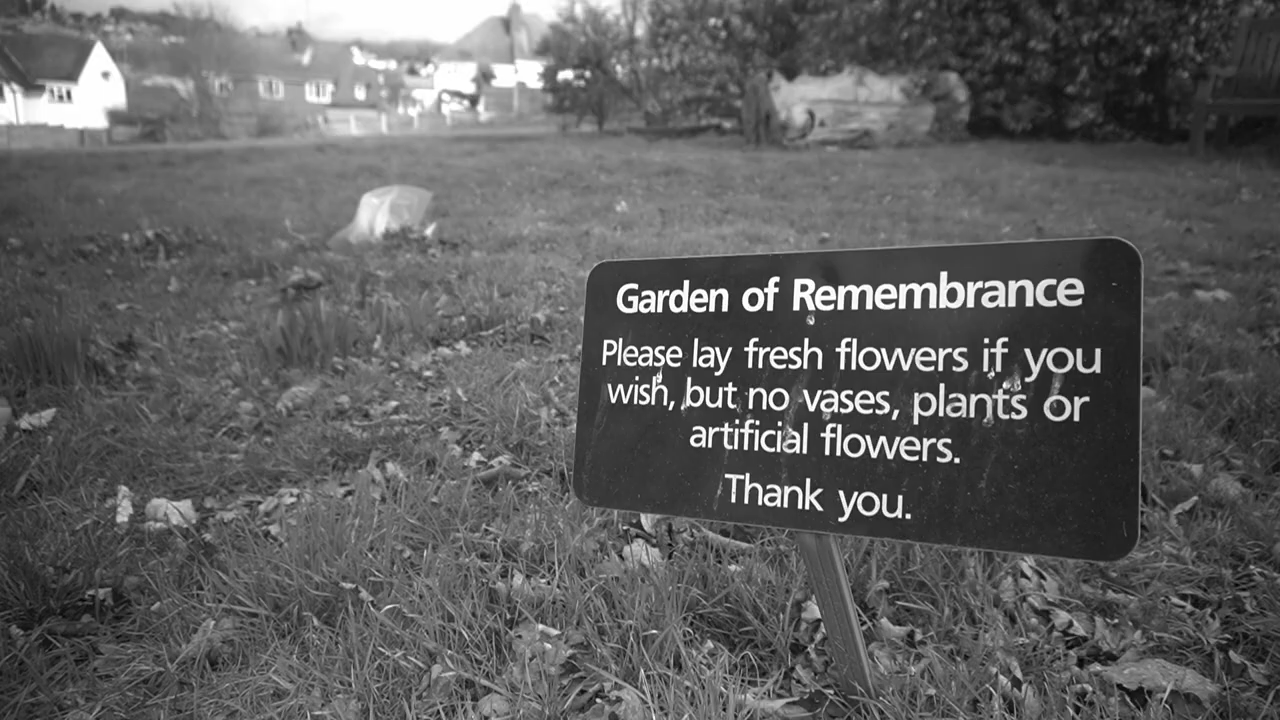 Garden of Remembrance
Please lay fresh flowers if you
wish, but no vases, plants or
artificial flowers.
Thank you.